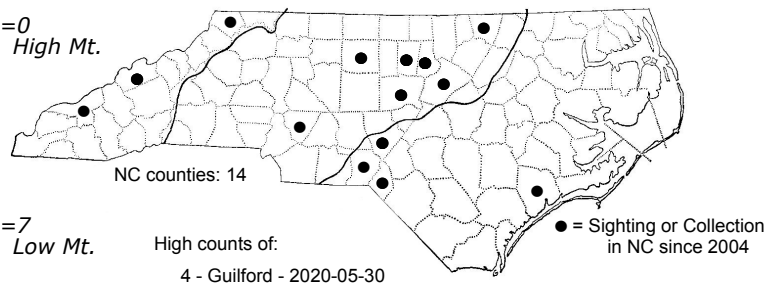 =0
High Mt.
NC counties: 14
=7
Low Mt.
High counts of:
4 - Guilford - 2020-05-30
● = Sighting or Collection
in NC since 2004